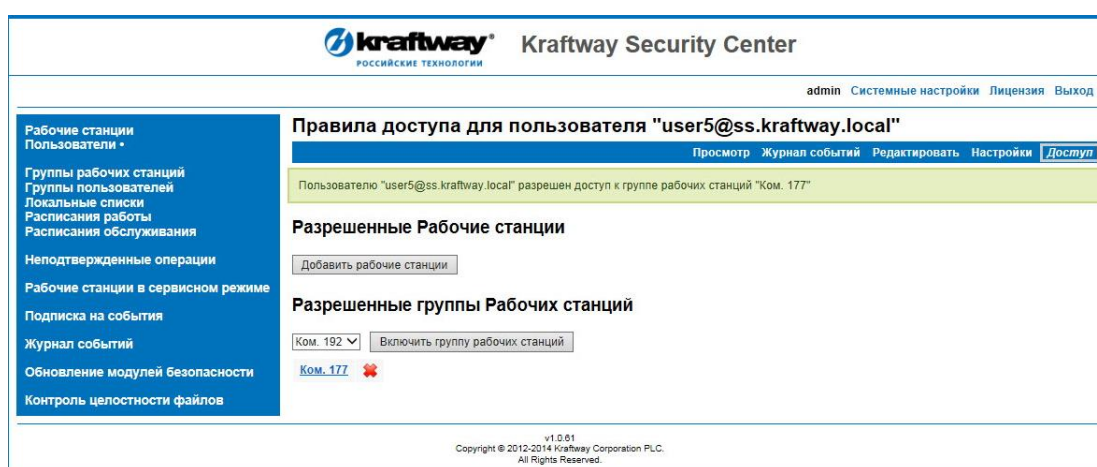 kraftway®
РОССИЙСКИЕ ТЕХНОЛОГИИ
Kraftway Security Center
admin Системные настройки Лицензия Выход
Рабочие станции
Пользователи •
Группы рабочих станций
Группы пользователей
Локальные списки
Расписания работы
Расписания обслуживания
Неподтвержденные операции
Рабочие станции в сервисном режиме
Подписка на события
Журнал событий
Обновление модулей безопасности
Контроль целостности файлов
Правила доступа для пользователя "user5@ss.kraftway.local"
Просмотр Журнал событий Редактировать Настройки Доступ
Пользователю "user5@ss.kraftway.local" разрешен доступ к группе рабочих станций "Ком. 177"
Разрешенные Рабочие станции
Добавить рабочие станции
Разрешенные группы Рабочих станций
Ком. 192 Включить группу рабочих станций
Ком. 177
v1.0.61
Copyright © 2012-2014 Kraftway Corporation PLC.
All Rights Reserved.